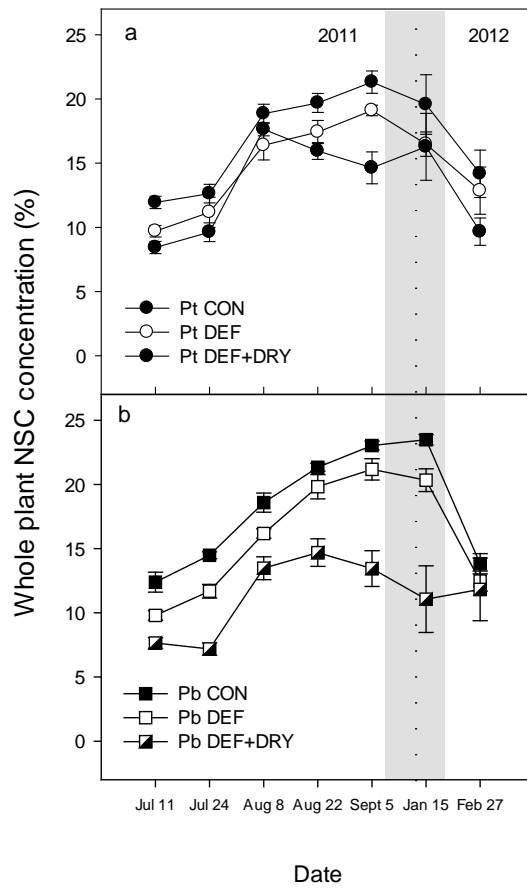 a
2011
2012
25
20
15
10
5
0
Pt CON
Pt DEF
Pt DEF+DRY
Whole plant NSC concentration (%)
b
25
20
15
10
5
0
Pb CON
Pb DEF
Pb DEF+DRY
Jul 11 Jul 24 Aug 8 Aug 22 Sept 5 Jan 15 Feb 27
Date